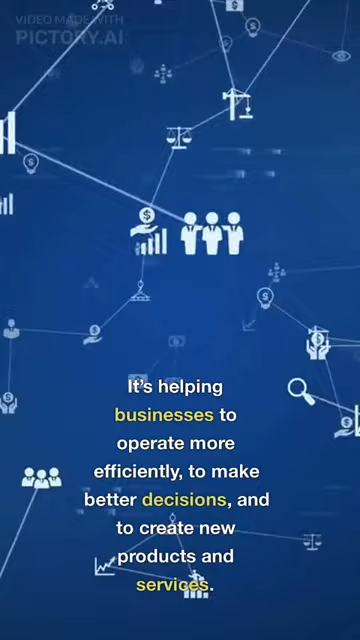 VIDEO MADE WITH
PICTORY.AI
It's helping
businesses to
operate more
efficiently, to make
better decisions, and
to create new
products and
services.